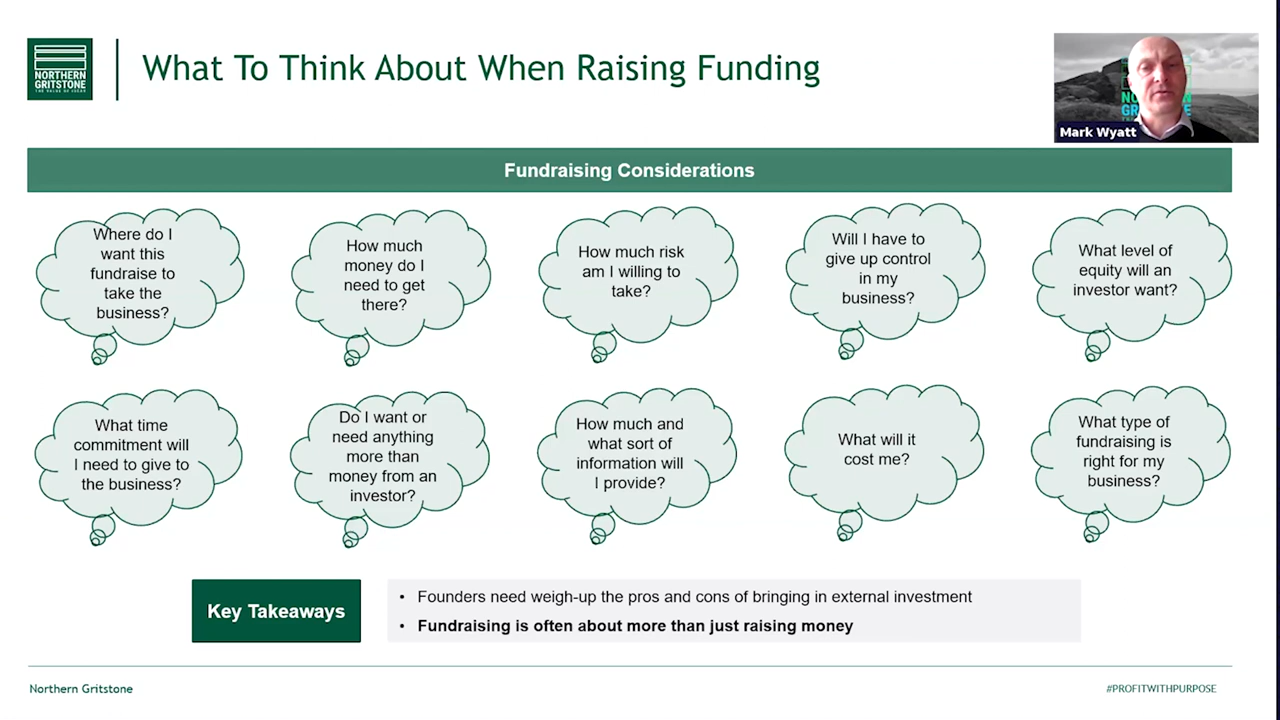 NORTHERN
GRITSTONE
THE VALUE OF IDEAS
What To Think About When Raising Funding
Mark Wyatt
Fundraising Considerations
Where do I
want this
fundraise to
take the
business?
How much
money do I
need to get
there?
How much risk
am I willing to
take?
Will I have to
give up control
in my
business?
What level of
equity will an
investor want?
What time
commitment will
I need to give to
the business?
Do I want or
need anything
more than
money from an
investor?
How much and
what sort of
information will
I provide?
What will it
cost me?
What type of
fundraising is
right for my
business?
Key Takeaways
• Founders need weigh-up the pros and cons of bringing in external investment
• Fundraising is often about more than just raising money
Northern Gritstone
#PROFITWITHPURPOSE